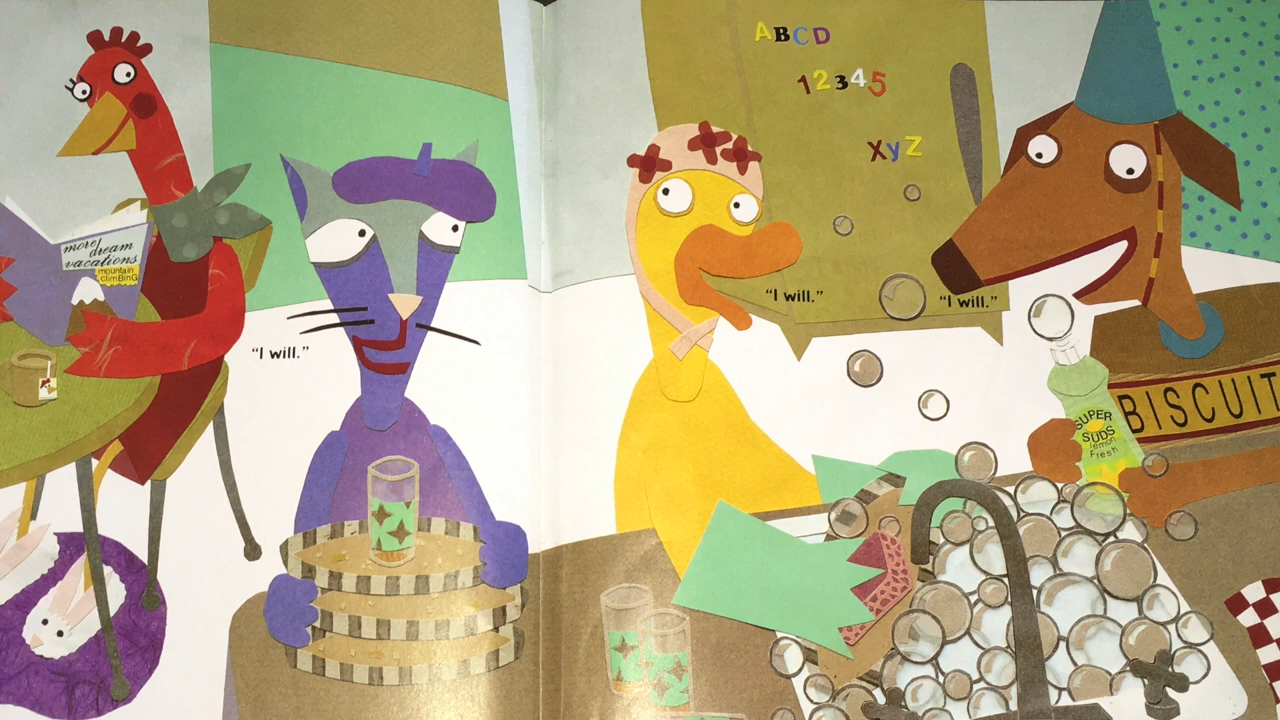 more
dream
vacations
mountain
climBinG
"I will."
ABCD
12345
XyZ
"I will."
"I will."
SUPER
SUDS
lemon
Fresh
BISCUIT